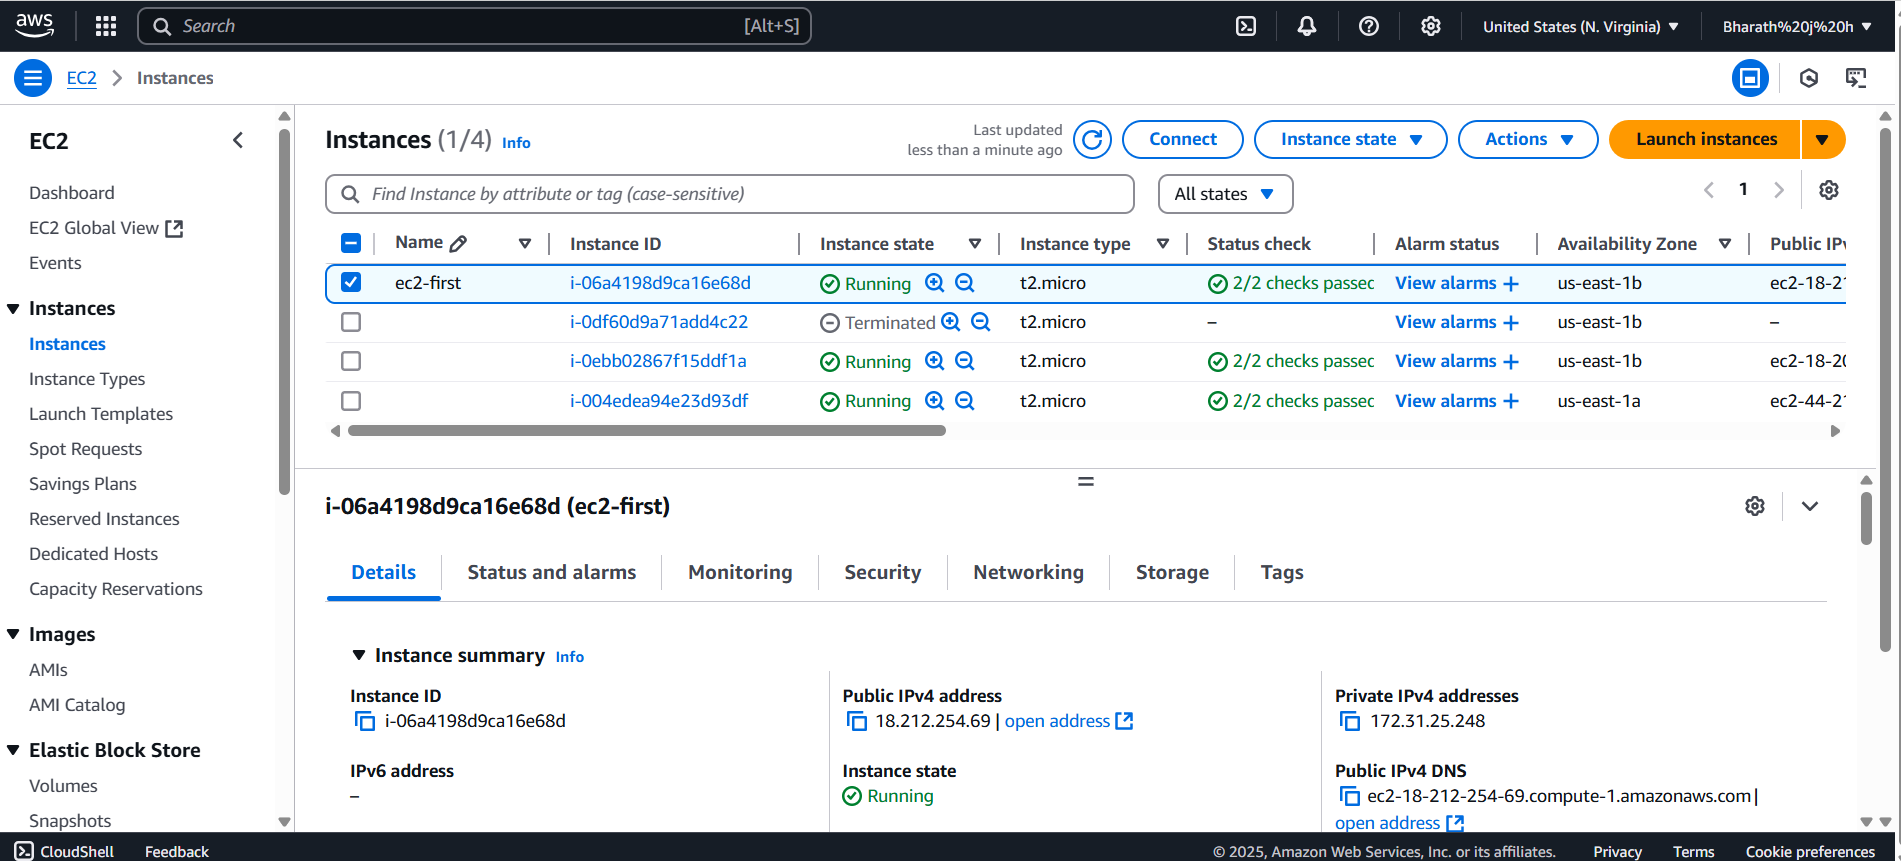 aws
Search [Alt+S]
United States (N. Virginia)
Bharath%20j%20h
EC2 > Instances
EC2
Dashboard
EC2 Global View
Events
Instances
Instances
Instance Types
Launch Templates
Spot Requests
Savings Plans
Reserved Instances
Dedicated Hosts
Capacity Reservations
Images
AMIs
AMI Catalog
Elastic Block Store
Volumes
Snapshots
Instances (1/4) Info
Last updated
less than a minute ago
Connect
Instance state
Actions
Launch instances
Find Instance by attribute or tag (case-sensitive)
All states
1
Name Instance ID Instance state Instance type Status check Alarm status Availability Zone Public IPv
ec2-first i-06a4198d9ca16e68d Running t2.micro 2/2 checks passec View alarms + us-east-1b ec2-18-21
i-0df60d9a71add4c22 Terminated t2.micro – View alarms + us-east-1b –
i-0ebb02867f15ddf1a Running t2.micro 2/2 checks passec View alarms + us-east-1b ec2-18-20
i-004edea94e23d93df Running t2.micro 2/2 checks passec View alarms + us-east-1a ec2-44-21
i-06a4198d9ca16e68d (ec2-first)
Details Status and alarms Monitoring Security Networking Storage Tags
Instance summary Info
Instance ID
i-06a4198d9ca16e68d
Public IPv4 address
18.212.254.69 | open address
Private IPv4 addresses
172.31.25.248
IPv6 address
–
Instance state
Running
Public IPv4 DNS
ec2-18-212-254-69.compute-1.amazonaws.com |
open address
CloudShell Feedback
© 2025, Amazon Web Services, Inc. or its affiliates. Privacy Terms Cookie preferences